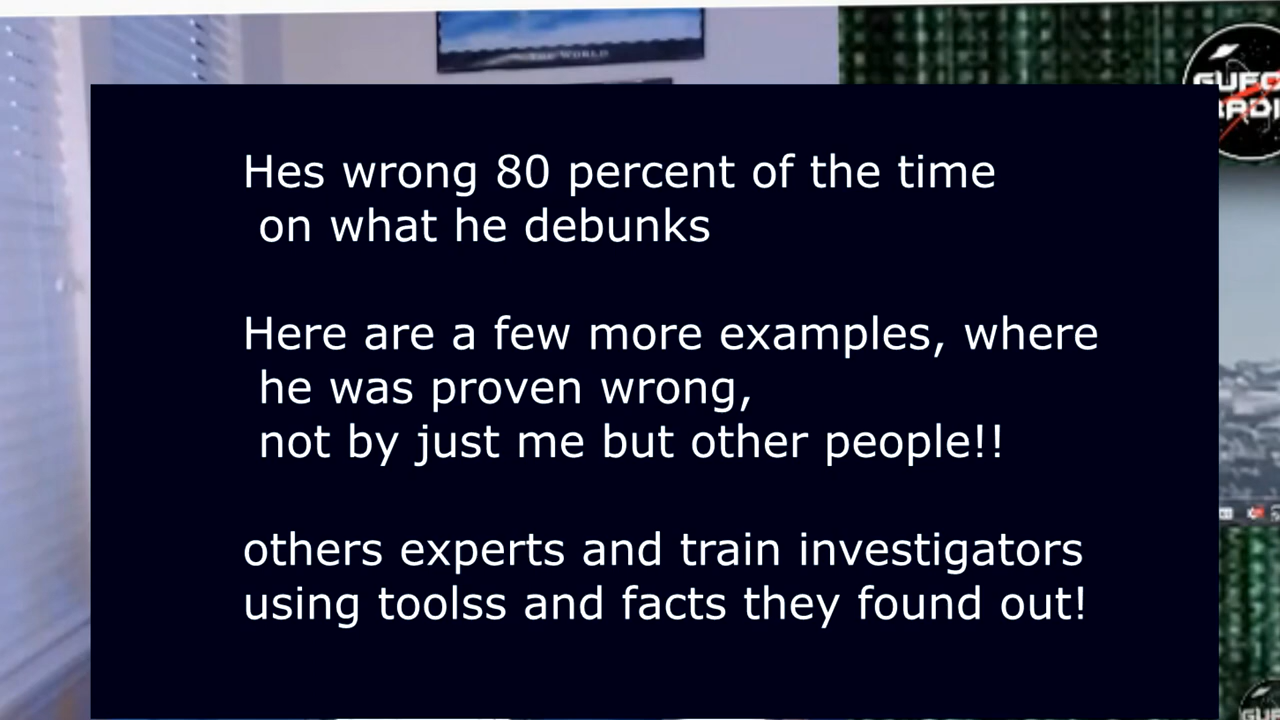 THE WORLD
Hes wrong 80 percent of the time
on what he debunks
Here are a few more examples, where
he was proven wrong,
not by just me but other people!!
others experts and train investigators
using toolss and facts they found out!